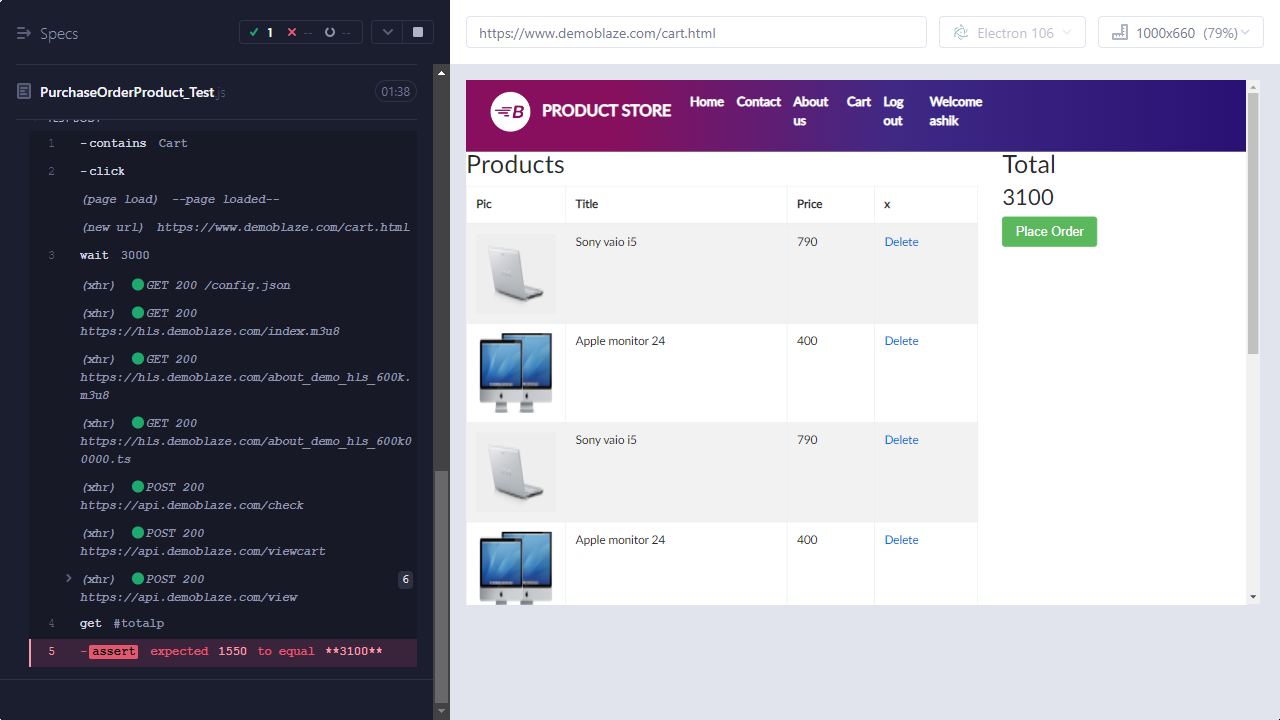 Specs
1
--
--
PurchaseOrderProduct_Test.js
01:38
TEST BODY
1 -contains Cart
2 -click
(page load) --page loaded--
(new url) https://www.demoblaze.com/cart.html
3 wait 3000
(xhr) GET 200 /config.json
(xhr) GET 200
https://hls.demoblaze.com/index.m3u8
(xhr) GET 200
https://hls.demoblaze.com/about_demo_hls_600k.
m3u8
(xhr) GET 200
https://hls.demoblaze.com/about_demo_hls_600k0
0000.ts
(xhr) POST 200
https://api.demoblaze.com/check
(xhr) POST 200
https://api.demoblaze.com/viewcart
(xhr) POST 200 6
https://api.demoblaze.com/view
4 get #totalp
5 -assert expected 1550 to equal **3100**
https://www.demoblaze.com/cart.html
Electron 106
1000x660 (79%)
B
PRODUCT STORE
Home
Contact
About
us
Cart
Log
out
Welcome
ashik
Products
Pic Title Price x
Sony vaio i5 790 Delete
Apple monitor 24 400 Delete
Sony vaio i5 790 Delete
Apple monitor 24 400 Delete
Total
3100
Place Order